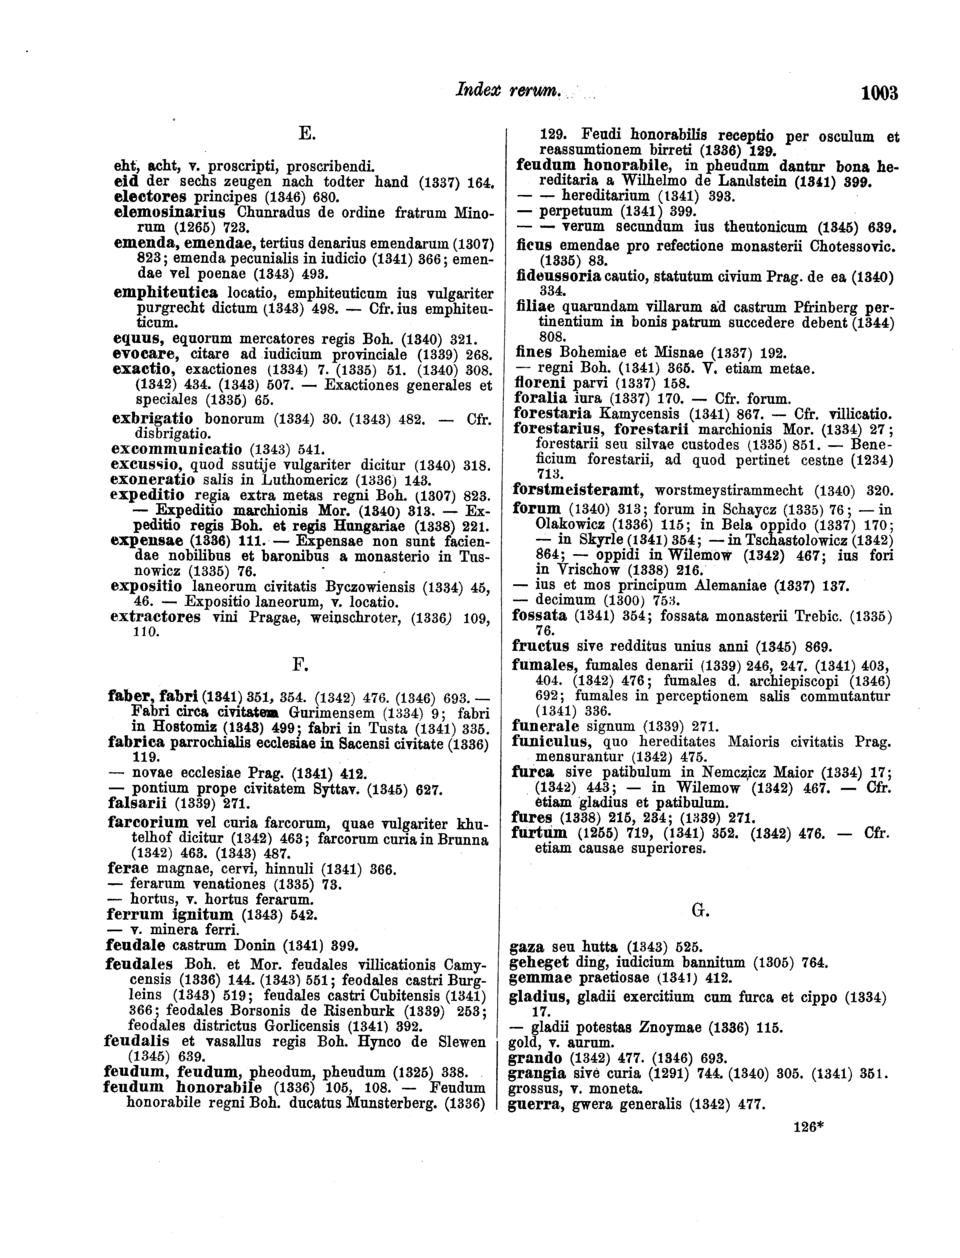 Index rerum.
1003
E.
eht, acht, v. proscripti, proscribendi.
eid der sechs zeugen nach todter hand (1337) 164.
electores principes (1346) 680.
elemosinarius Chunradus de ordine fratrum Mino-
rum (1265) 723.
emenda, emendae, tertius denarius emendarum (1307)
823; emenda pecunialis in iudicio (1341) 366; emen-
dae vel poenae (1343) 493.
emphiteutica locatio, emphiteuticum ius vulgariter
purgrecht dictum (1343) 498. — Cfr. ius emphiteu-
ticum.
equus, equorum mercatores regis Boh. (1340) 321.
evocare, citare ad iudicium provinciale (1339) 268.
exactio, exactiones (1334) 7. (1335) 51. (1340) 308.
(1342) 434. (1343) 507. — Exactiones generales et
speciales (1335) 65.
exbrigatio bonorum (1334) 30. (1343) 482. — Cfr.
disbrigatio.
excommunicatio (1343) 541.
excussio, quod ssutije vulgariter dicitur (1340) 318.
exoneratio salis in Luthomericz (1336) 143.
expeditio regia extra metas regni Boh. (1307) 823.
— Expeditio marchionis Mor. (1340) 313. — Ex-
peditio regis Boh. et regis Hungariae (1338) 221.
expensae (1336) 111. — Expensae non sunt facien-
dae nobilibus et baronibus a monasterio in Tus-
nowicz (1335) 76.
expositio laneorum civitatis Byczowiensis (1334) 45,
46. — Expositio laneorum, v. locatio.
extractores vini Pragae, weinschroter, (1336) 109,
110.
F.
faber, fabri (1341) 351, 354. (1342) 476. (1346) 693. —
Fabri circa civitatem Gurimensem (1334) 9; fabri
in Hostomiz (1343) 499; fabri in Tusta (1341) 335.
fabrica parrochialis ecclesiae in Sacensi civitate (1336)
119.
— novae ecclesiae Prag. (1341) 412.
— pontium prope civitatem Syttav. (1345) 627.
falsarii (1339) 271.
farcorium vel curia farcorum, quae vulgariter khu-
telhof dicitur (1342) 463; farcorum curia in Brunna
(1342) 463. (1343) 487.
ferae magnae, cervi, hinnuli (1341) 366.
— ferarum venationes (1335) 73.
— hortus, v. hortus ferarum.
ferrum ignitum (1343) 542.
— v. minera ferri.
feudale castrum Donin (1341) 399.
feudales Boh. et Mor. feudales villicationis Camy-
censis (1336) 144. (1343) 551; feodales castri Burg-
leins (1343) 519; feudales castri Cubitensis (1341)
366; feodales Borsonis de Risenburk (1339) 253;
feodales districtus Gorlicensis (1341) 392.
feudalis et vasallus regis Boh. Hynco de Slewen
(1345) 639.
feudum, feudum, pheodum, pheudum (1325) 338.
feudum honorabile (1336) 105, 108. — Feudum
honorabile regni Boh. ducatus Munsterberg. (1336)
129. Feudi honorabilis receptio per osculum et
reassumtionem birreti (1336) 129.
feudum honorabile, in pheudum dantur bona he-
reditaria a Wilhelmo de Landstein (1341) 399.
— — hereditarium (1341) 393.
— perpetuum (1341) 399.
— — verum secundum ius theutonicum (1345) 639.
ficus emendae pro refectione monasterii Chotessovic.
(1335) 83.
fideussoria cautio, statutum civium Prag. de ea (1340)
334.
filiae quarundam villarum ad castrum Pfrinberg per-
tinentium in bonis patrum succedere debent (1344)
808.
fines Bohemiae et Misnae (1337) 192.
— regni Boh. (1341) 365. V. etiam metae.
floreni parvi (1337) 158.
foralia iura (1337) 170. — Cfr. forum.
forestaria Kamycensis (1341) 867. — Cfr. villicatio.
forestarius, forestarii marchionis Mor. (1334) 27;
forestarii seu silvae custodes (1335) 851. — Bene-
ficium forestarii, ad quod pertinet cestne (1234)
713.
forstmeisteramt, worstmeystirammecht (1340) 320.
forum (1340) 313; forum in Schaycz (1335) 76; — in
Olakowicz (1336) 115; in Bela oppido (1337) 170;
— in Skyrle (1341) 354; — in Tschastolowicz (1342)
864; — oppidi in Wilemow (1342) 467; ius fori
in Vrischow (1338) 216.
— ius et mos principum Alemaniae (1337) 137.
— decimum (1300) 753.
fossata (1341) 354; fossata monasterii Trebic. (1335)
76.
fructus sive redditus unius anni (1345) 869.
fumales, fumales denarii (1339) 246, 247. (1341) 403,
404. (1342) 476; fumales d. archiepiscopi (1346)
692; fumales in perceptionem salis commutantur
(1341) 336.
funerale signum (1339) 271.
funiculus, quo hereditates Maioris civitatis Prag.
mensurantur (1342) 475.
furca sive patibulum in Nemczicz Maior (1334) 17;
(1342) 443; — in Wilemow (1342) 467. — Cfr.
etiam gladius et patibulum.
fures (1338) 215, 234; (1339) 271.
furtum (1255) 719, (1341) 352. (1342) 476. — Cfr.
etiam causae superiores.
G.
gaza seu hutta (1343) 525.
geheget ding, iudicium bannitum (1305) 764.
gemmae praetiosae (1341) 412.
gladius, gladii exercitium cum furca et cippo (1334)
17.
— gladii potestas Znoymae (1336) 115.
gold, v. aurum.
grando (1342) 477. (1346) 693.
grangia sive curia (1291) 744. (1340) 305. (1341) 351.
grossus, v. moneta.
guerra, gwera generalis (1342) 477.
126*